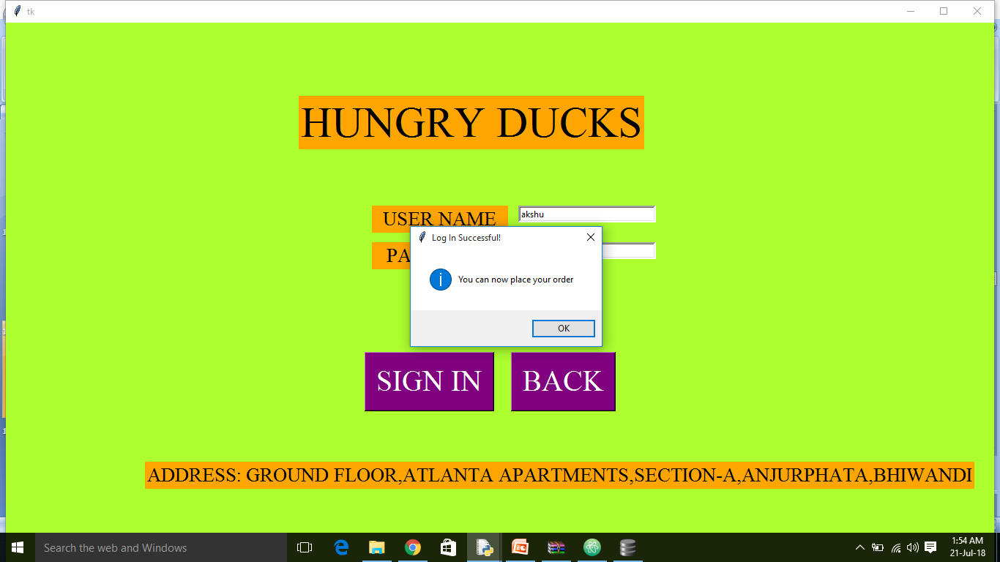 tk
HUNGRY DUCKS
USER NAME
akshu
Log In Successful!
PA
You can now place your order
OK
SIGN IN
BACK
ADDRESS: GROUND FLOOR,ATLANTA APARTMENTS,SECTION-A,ANJURPHATA,BHIWANDI
Search the web and Windows
1:54 AM
21-Jul-18